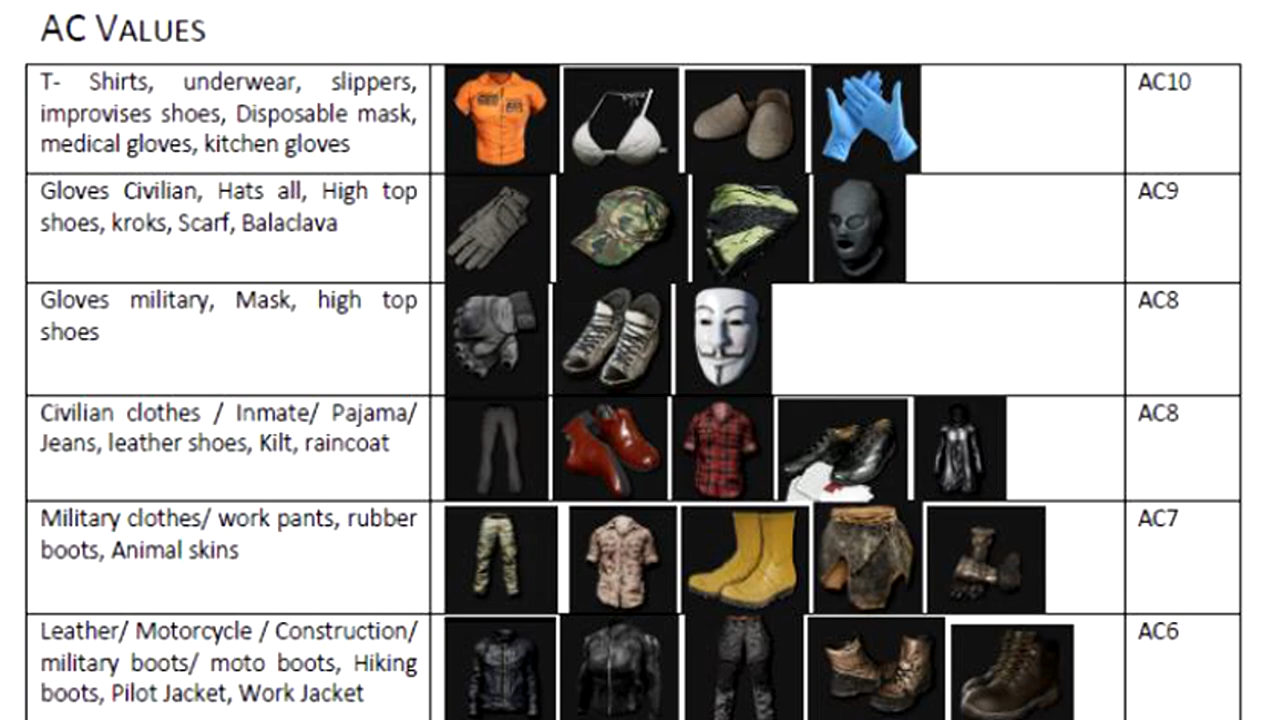 AC VALUES
T- Shirts, underwear, slippers,
improvises shoes, Disposable mask,
medical gloves, kitchen gloves
AC10
Gloves Civilian, Hats all, High top
shoes, kroks, Scarf, Balaclava
AC9
Gloves military, Mask, high top
shoes
AC8
Civilian clothes / Inmate/ Pajama/
Jeans, leather shoes, Kilt, raincoat
AC8
Military clothes/ work pants, rubber
boots, Animal skins
AC7
Leather/ Motorcycle / Construction/
military boots/ moto boots, Hiking
boots, Pilot Jacket, Work Jacket
AC6